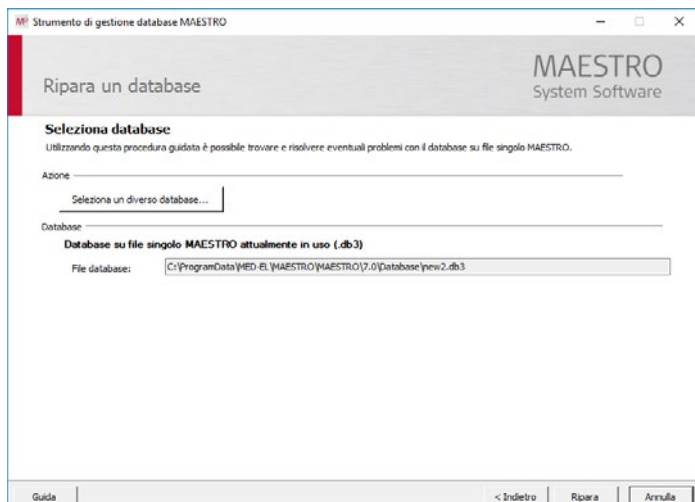 MP Strumento di gestione database MAESTRO
Ripara un database
MAESTRO
System Software
Seleziona database
Utilizzando questa procedura guidata è possibile trovare e risolvere eventuali problemi con il database su file singolo MAESTRO.
Azione
Seleziona un diverso database...
Database
Database su file singolo MAESTRO attualmente in uso (.db3)
File database: C:\ProgramData\MED-EL\MAESTRO\MAESTRO\7.0\Database\new2.db3
Guida < Indietro Ripara Annulla